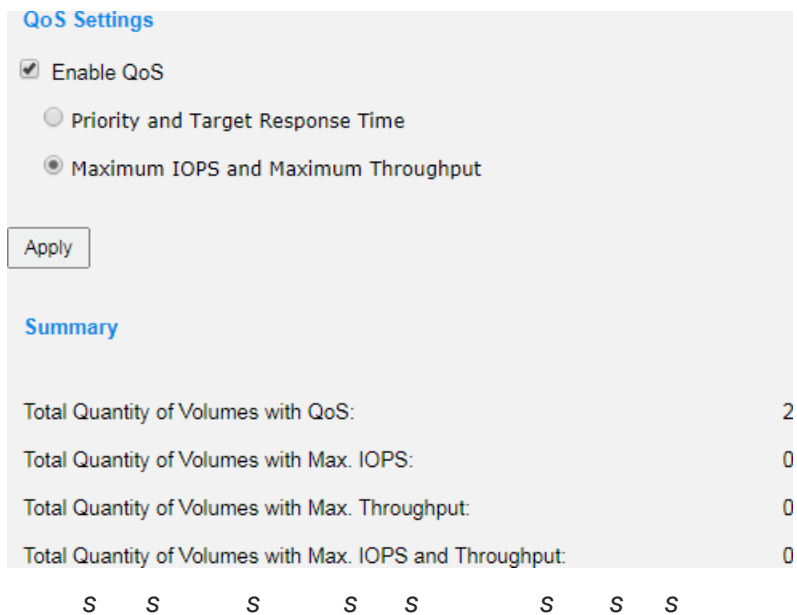 QoS Settings
Enable QoS
Priority and Target Response Time
Maximum IOPS and Maximum Throughput
Apply
Summary
Total Quantity of Volumes with QoS: 2
Total Quantity of Volumes with Max. IOPS: 0
Total Quantity of Volumes with Max. Throughput: 0
Total Quantity of Volumes with Max. IOPS and Throughput: 0
s s s s s s s s